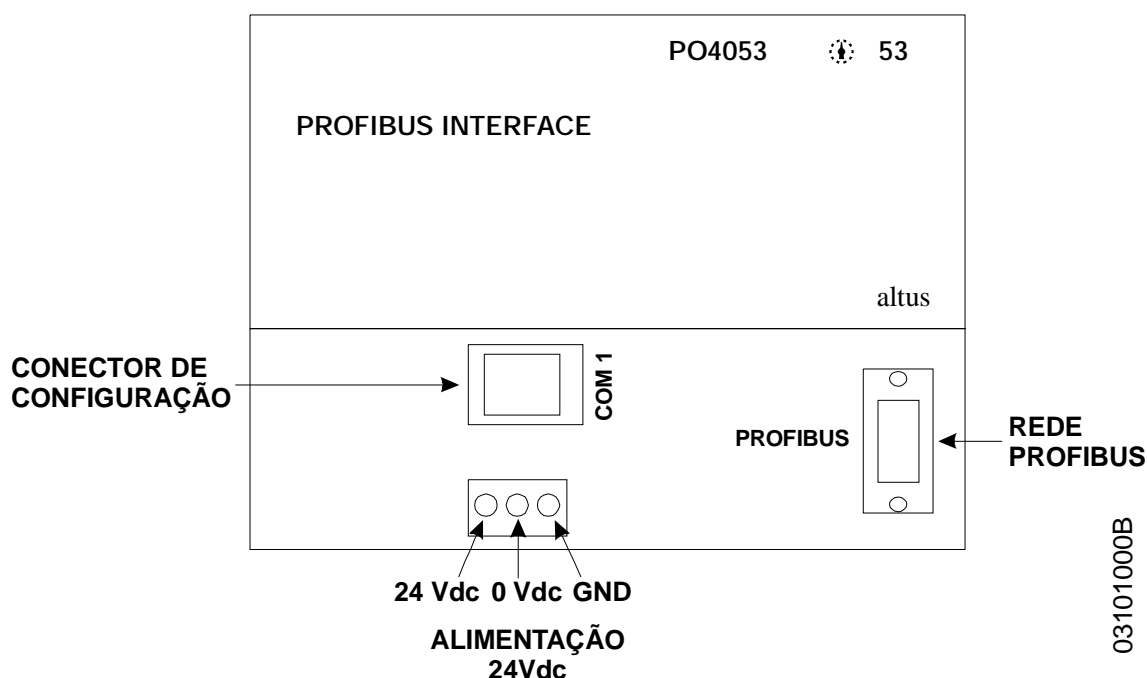 PO4053 53
PROFIBUS INTERFACE
altus
CONECTOR DE
CONFIGURAÇÃO
COM 1
PROFIBUS
REDE
PROFIBUS
24 Vdc 0 Vdc GND
ALIMENTAÇÃO
24Vdc
03101000B